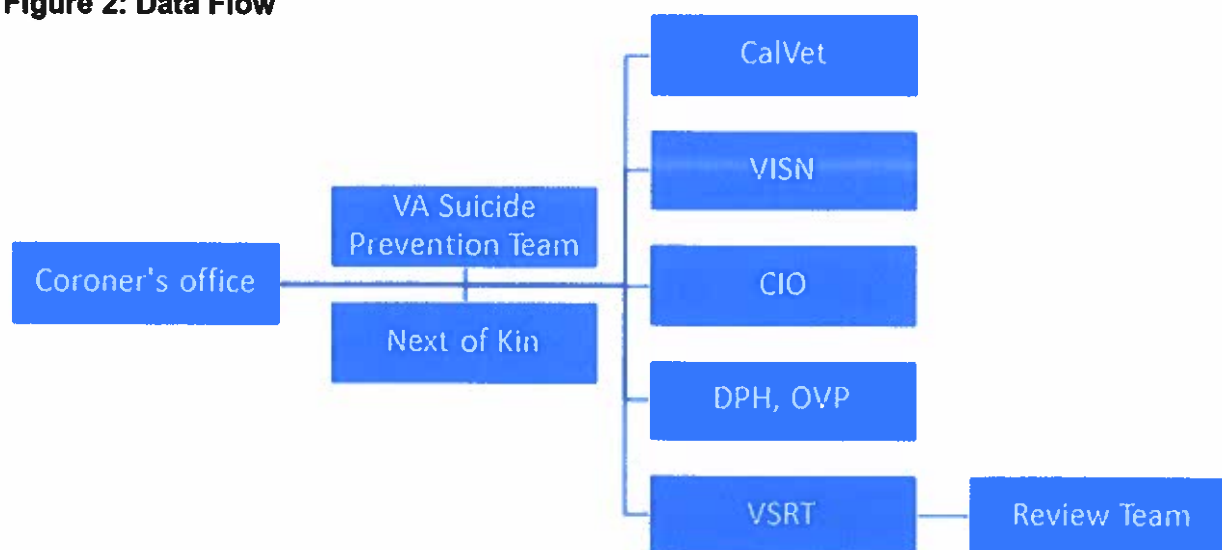 Figure 2: Data Flow
CalVet
VISN
VA Suicide
Prevention Team
Coroner's office
CIO
Next of Kin
DPH, OVP
VSRT
Review Team